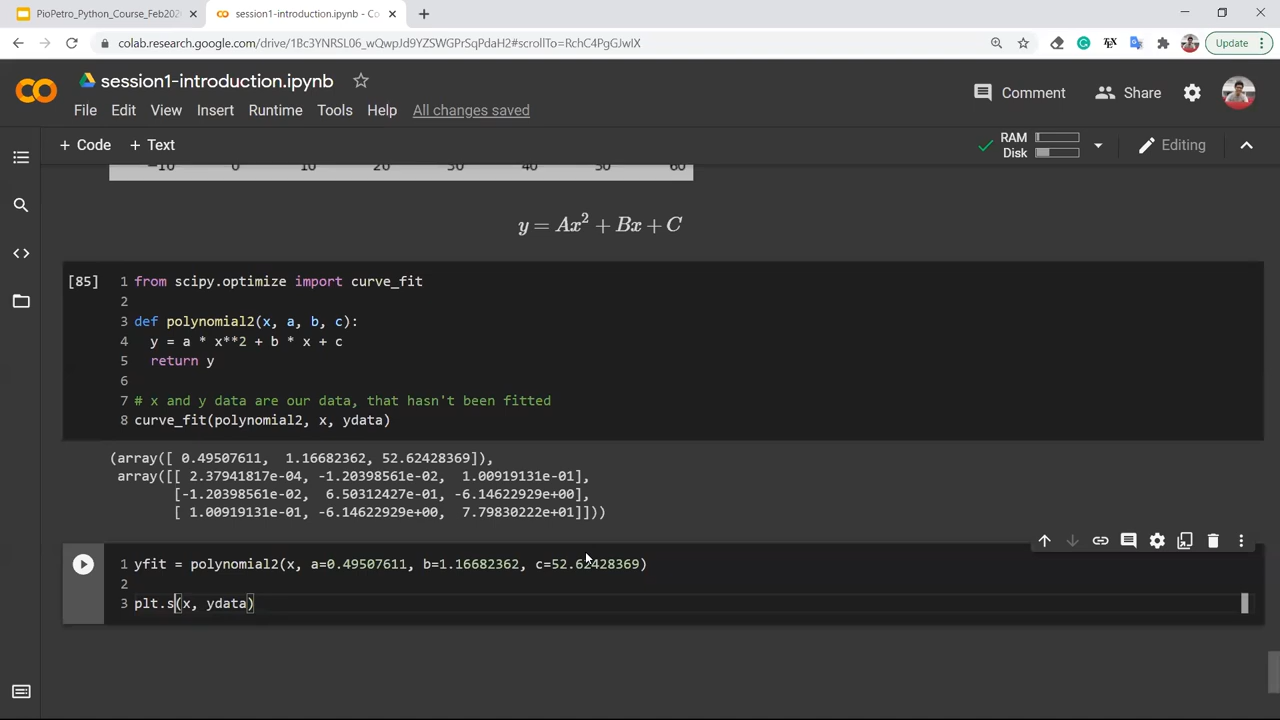 PioPetro_Python_Course_Feb202
session1-introduction.ipynb - Co
colab.research.google.com/drive/1Bc3YNRSL06_wQwpJd9YZSWGPrSqPdaH2#scrollTo=RchC4PgGJwIX
Update
session1-introduction.ipynb
File Edit View Insert Runtime Tools Help All changes saved
Comment Share
+ Code + Text
RAM
Disk
Editing
−10 0 10 20 30 40 50 60
y = Ax² + Bx + C
[85]
1 from scipy.optimize import curve_fit
2
3 def polynomial2(x, a, b, c):
4 y = a * x**2 + b * x + c
5 return y
6
7 # x and y data are our data, that hasn't been fitted
8 curve_fit(polynomial2, x, ydata)
(array([ 0.49507611, 1.16682362, 52.62428369]),
array([[ 2.37941817e-04, -1.20398561e-02, 1.00919131e-01],
[-1.20398561e-02, 6.50312427e-01, -6.14622929e+00],
[ 1.00919131e-01, -6.14622929e+00, 7.79830222e+01]]))
1 yfit = polynomial2(x, a=0.49507611, b=1.16682362, c=52.62428369)
2
3 plt.s(x, ydata)